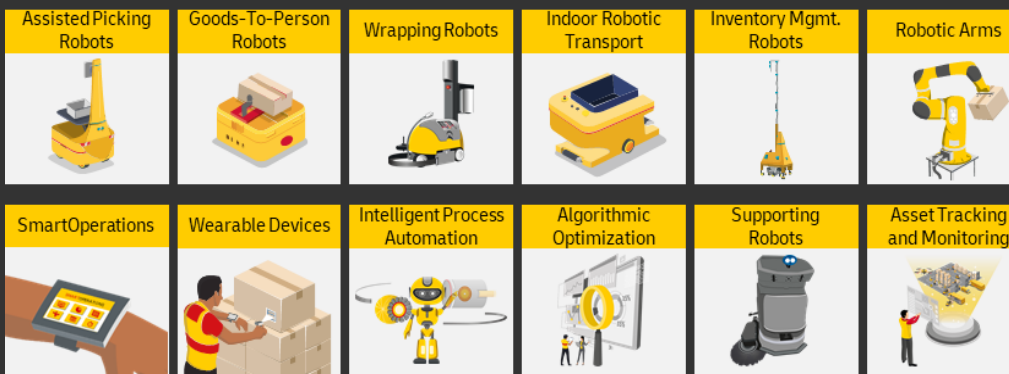 Assisted Picking
Robots
Goods-To-Person
Robots
Wrapping Robots
Indoor Robotic
Transport
Inventory Mgmt.
Robots
Robotic Arms
SmartOperations
Wearable Devices
Intelligent Process
Automation
Algorithmic
Optimization
Supporting
Robots
Asset Tracking
and Monitoring